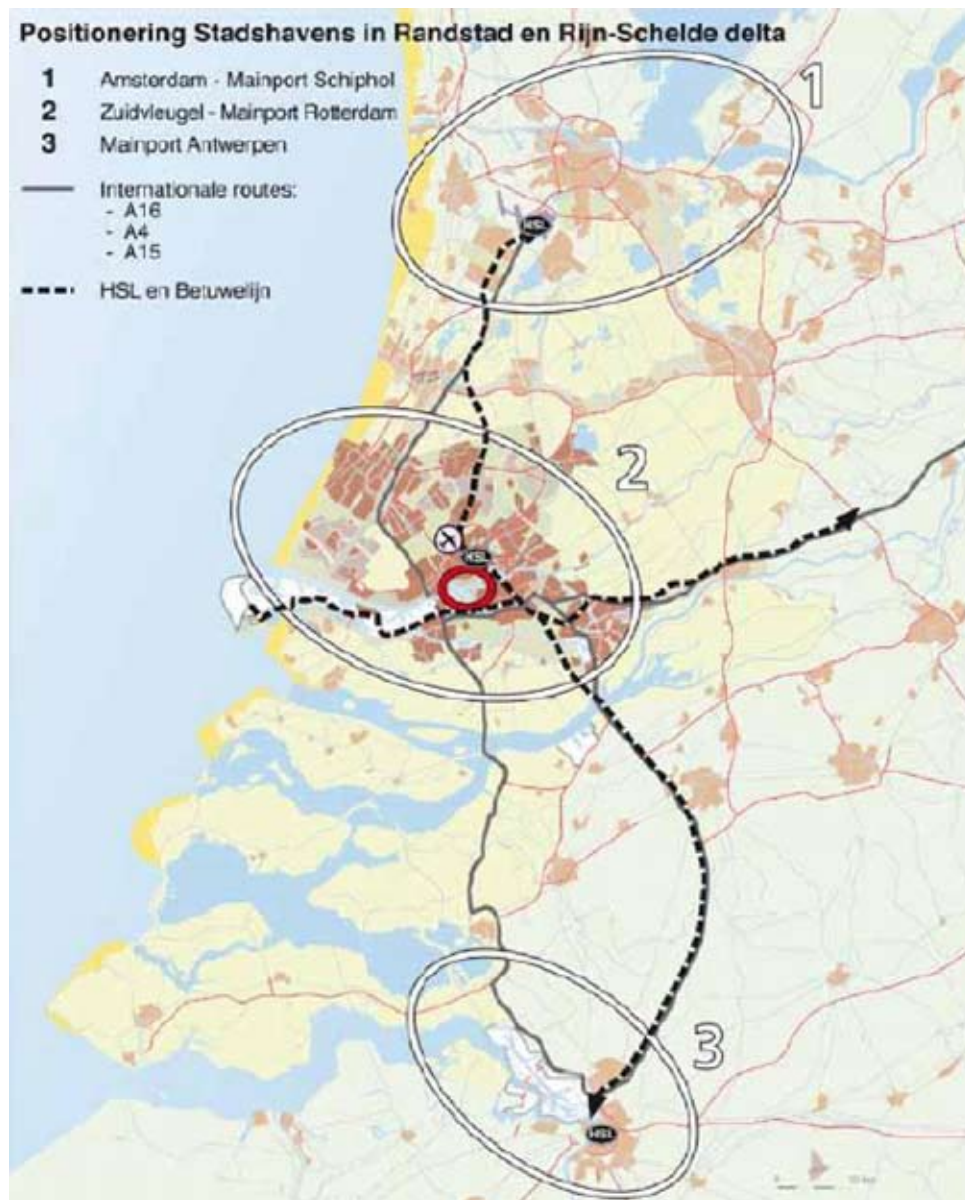 Positionering Stadshavens in Randstad en Rijn-Schelde delta
1 Amsterdam - Mainport Schiphol
2 Zuidvleugel - Mainport Rotterdam
3 Mainport Antwerpen
Internationale routes:
- A16
- A4
- A15
HSL en Betuwelijn
1
HSL
2
HSL
3
HSL